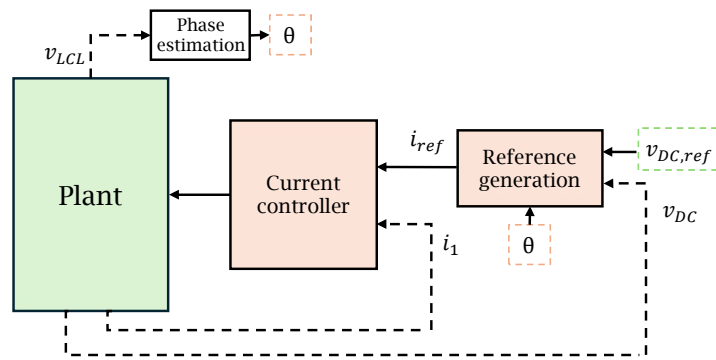 Phase
estimation
θ
v_LCL
Plant
Current
controller
i_ref
Reference
generation
v_DC,ref
v_DC
i_1
θ